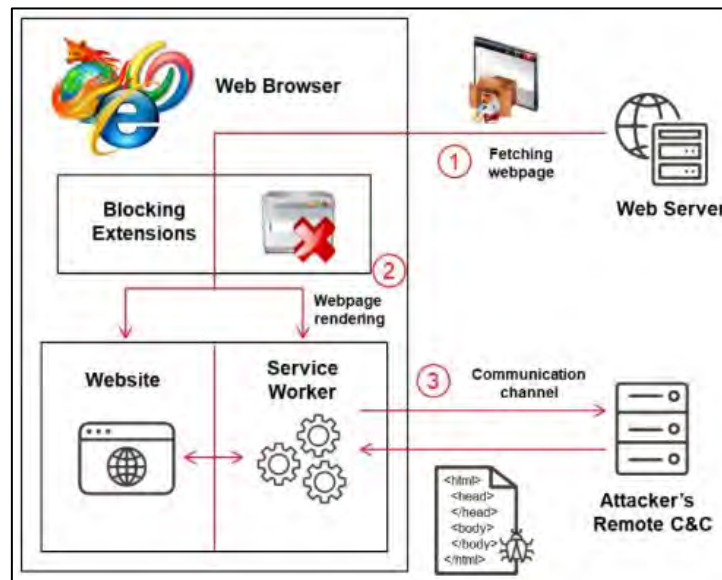 Web Browser
1
Fetching
webpage
Web Server
Blocking
Extensions
2
Webpage
rendering
Website
Service
Worker
3
Communication
channel
Attacker's
Remote C&C
<html>
<head>
</head>
<body>
</body>
</html>